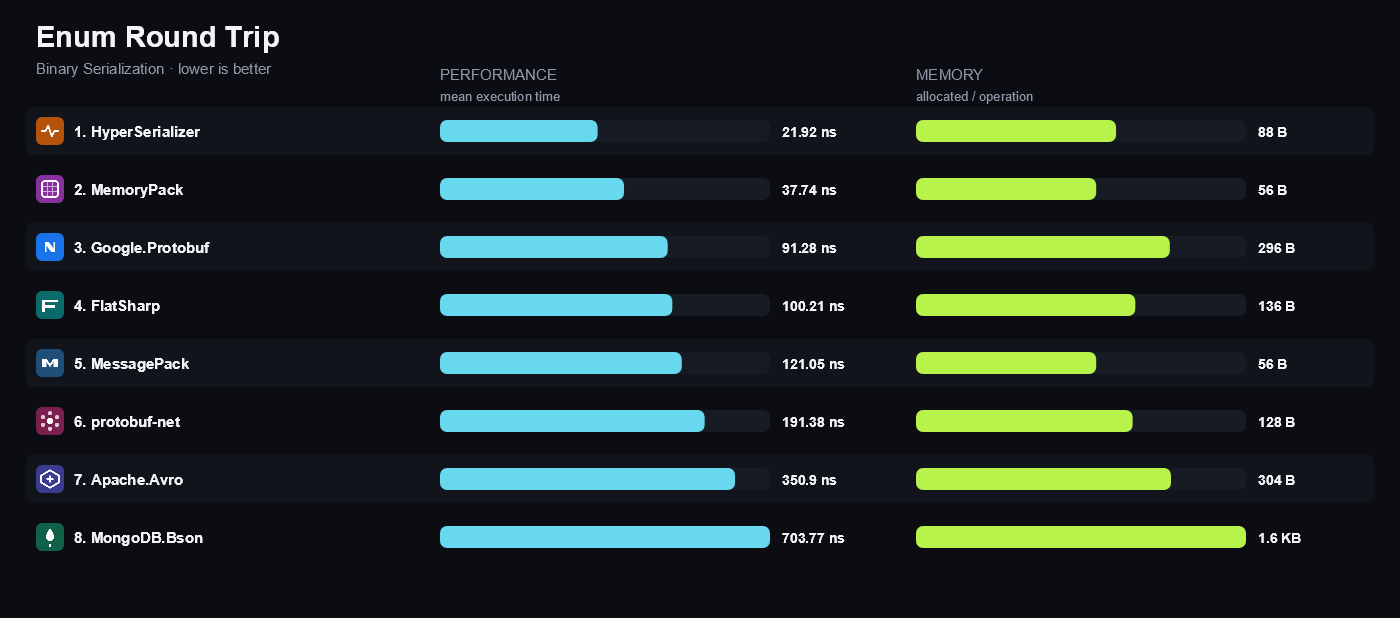 Enum Round Trip
Binary Serialization · lower is better
PERFORMANCE
mean execution time
MEMORY
allocated / operation
1. HyperSerializer 21.92 ns 88 B
2. MemoryPack 37.74 ns 56 B
3. Google.Protobuf 91.28 ns 296 B
4. FlatSharp 100.21 ns 136 B
5. MessagePack 121.05 ns 56 B
6. protobuf-net 191.38 ns 128 B
7. Apache.Avro 350.9 ns 304 B
8. MongoDB.Bson 703.77 ns 1.6 KB